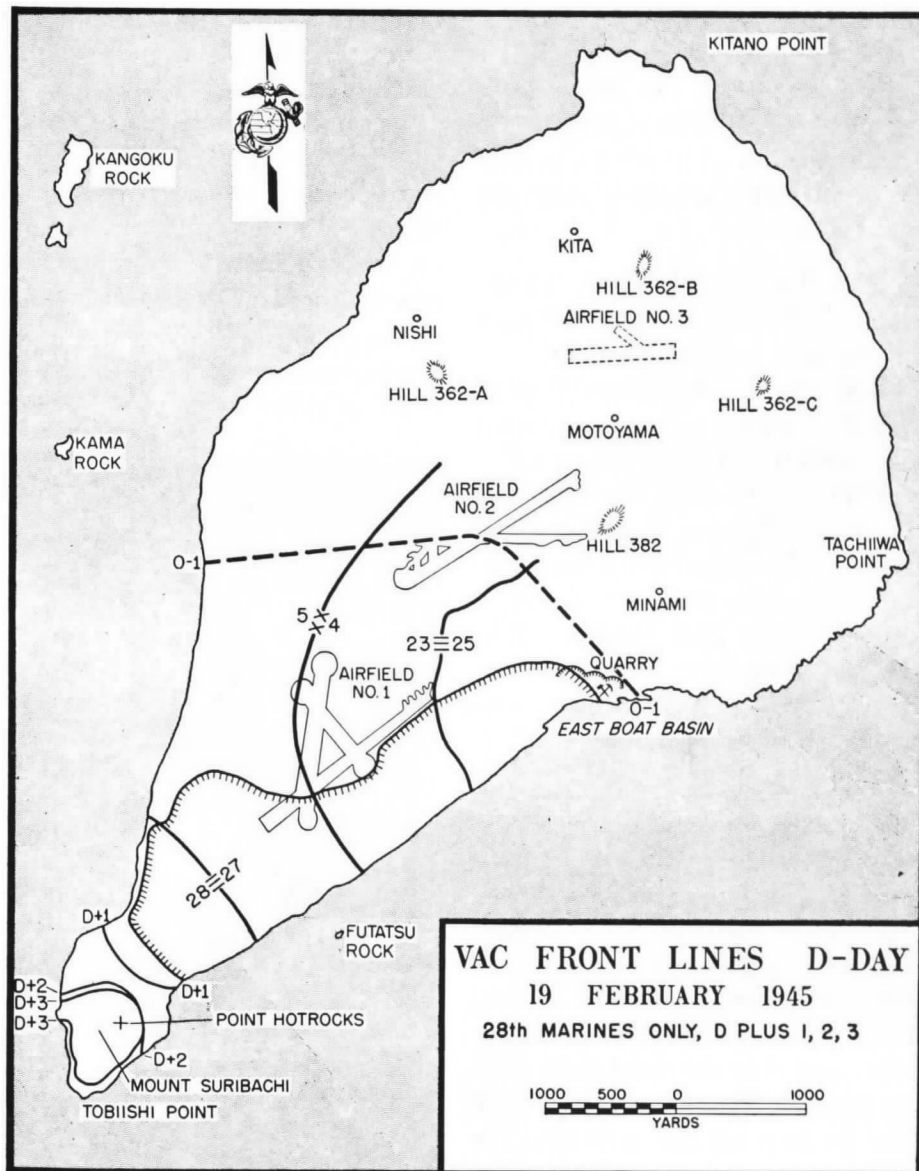 KITANO POINT
KANGOKU
ROCK
KITA
HILL 362-B
AIRFIELD NO. 3
NISHI
HILL 362-A
HILL 362-C
MOTOYAMA
KAMA
ROCK
AIRFIELD
NO. 2
HILL 382
TACHIIWA
POINT
O-1
MINAMI
5 4
23 25
QUARRY
AIRFIELD
NO. 1
O-1
EAST BOAT BASIN
28 27
D+1
FUTATSU
ROCK
D+1
D+2
D+3
D+3
POINT HOTROCKS
D+2
MOUNT SURIBACHI
TOBIISHI POINT
VAC FRONT LINES D-DAY
19 FEBRUARY 1945
28th MARINES ONLY, D PLUS 1, 2, 3
1000 500 0 1000
YARDS